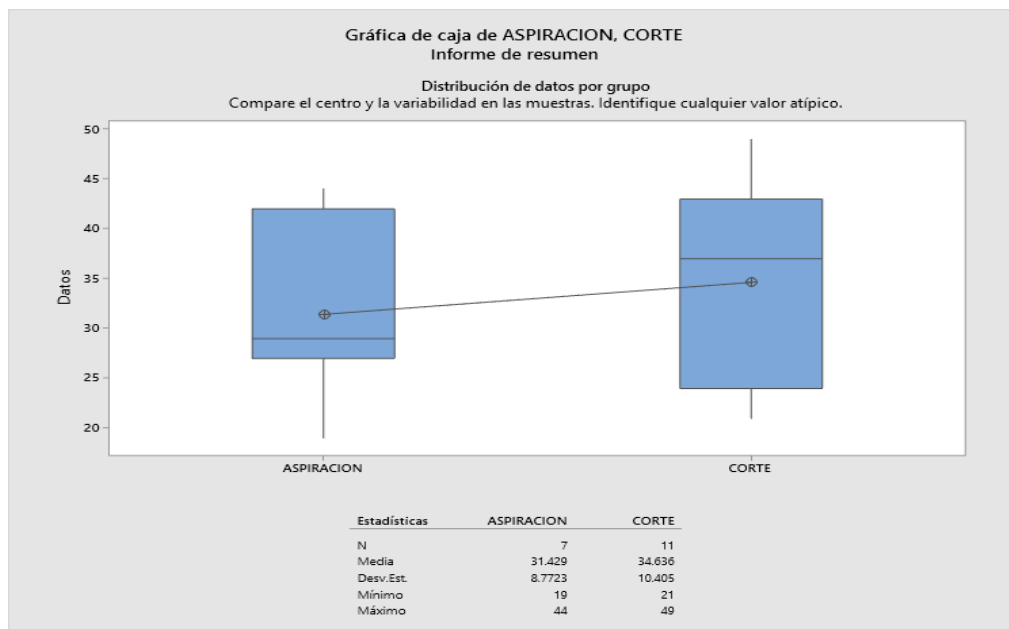 Gráfica de caja de ASPIRACION, CORTE
Informe de resumen
Distribución de datos por grupo
Compare el centro y la variabilidad en las muestras. Identifique cualquier valor atípico.
50
45
40
35
30
25
20
Datos
ASPIRACION CORTE
Estadísticas ASPIRACION CORTE
N 7 11
Media 31.429 34.636
Desv.Est. 8.7723 10.405
Mínimo 19 21
Máximo 44 49